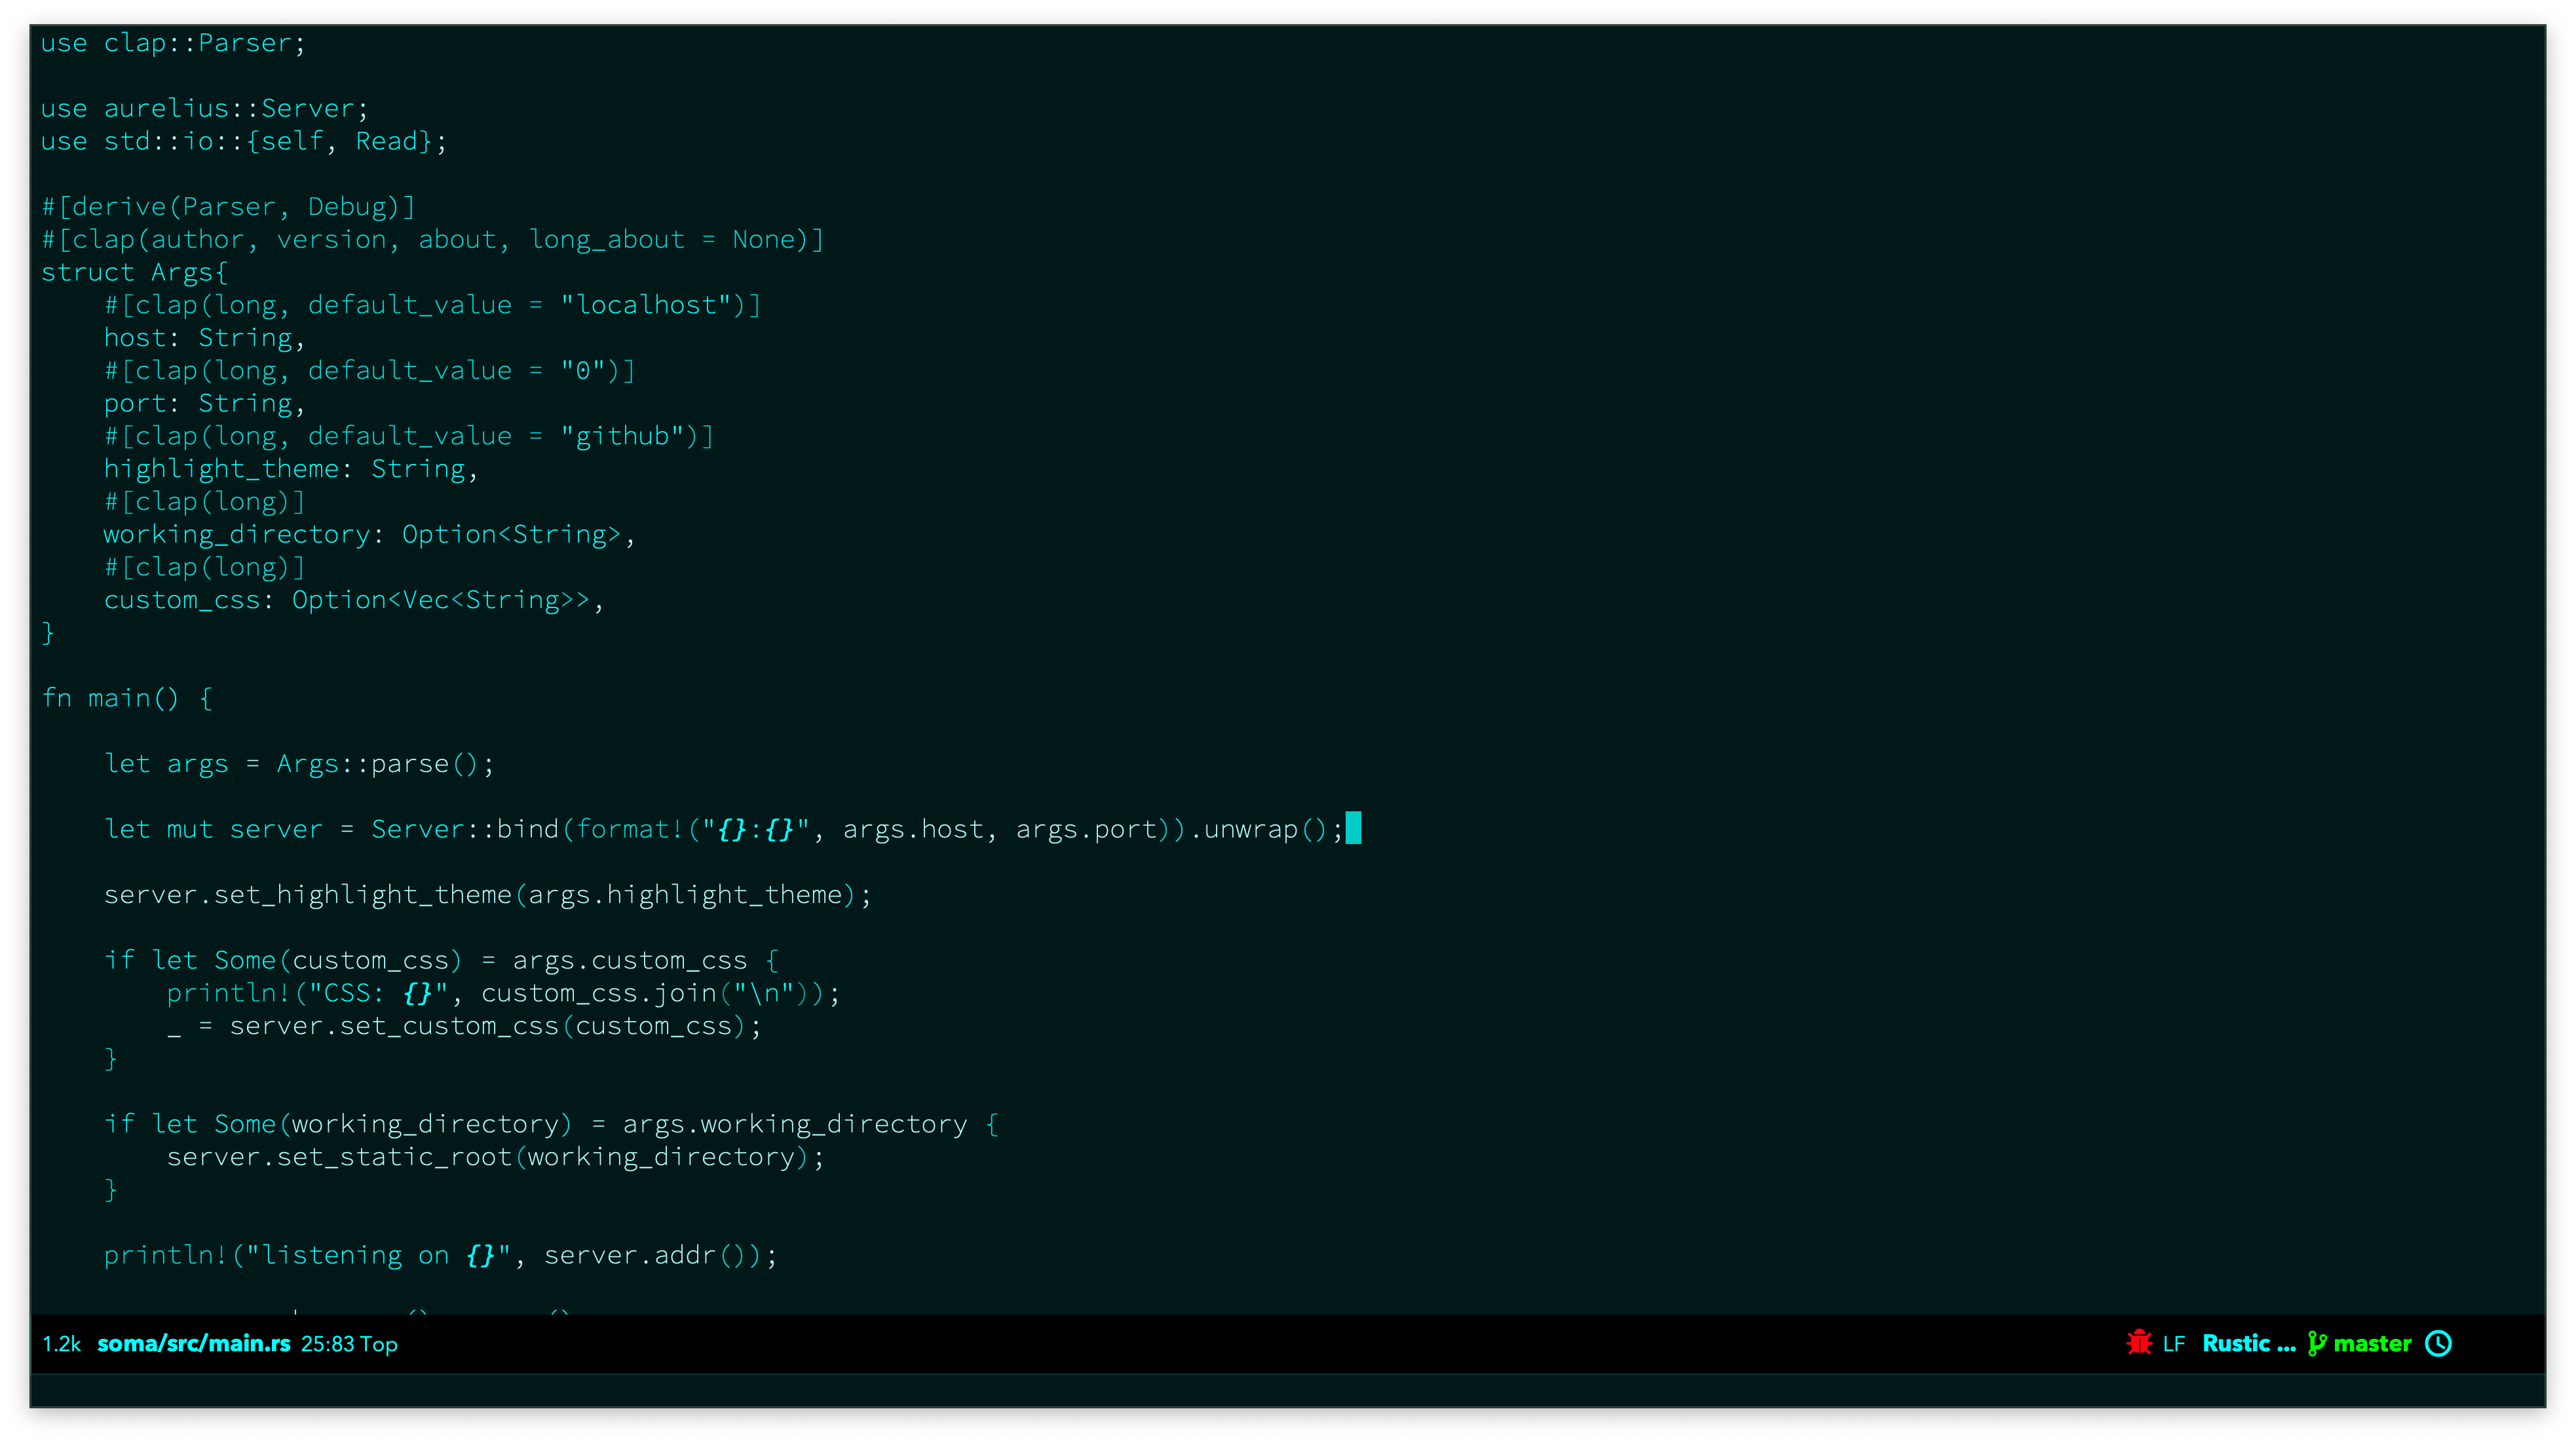 use clap::Parser;
use aurelius::Server;
use std::io::{self, Read};
#[derive(Parser, Debug)]
#[clap(author, version, about, long_about = None)]
struct Args{
    #[clap(long, default_value = "localhost")]
    host: String,
    #[clap(long, default_value = "0")]
    port: String,
    #[clap(long, default_value = "github")]
    highlight_theme: String,
    #[clap(long)]
    working_directory: Option<String>,
    #[clap(long)]
    custom_css: Option<Vec<String>>,
}
fn main() {
    let args = Args::parse();
    let mut server = Server::bind(format!("{}:{}", args.host, args.port)).unwrap();
    server.set_highlight_theme(args.highlight_theme);
    if let Some(custom_css) = args.custom_css {
        println!("CSS: {}", custom_css.join("\n"));
        _ = server.set_custom_css(custom_css);
    }
    if let Some(working_directory) = args.working_directory {
        server.set_static_root(working_directory);
    }
    println!("listening on {}", server.addr());
1.2k soma/src/main.rs 25:83 Top LF Rustic ... master